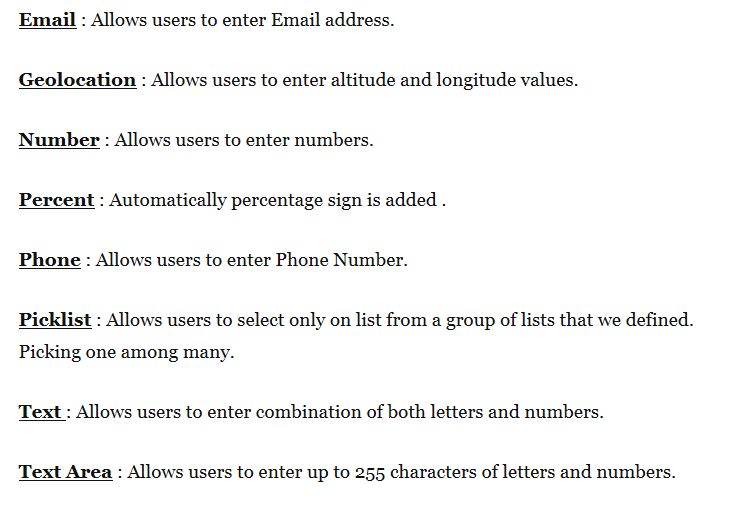 Email : Allows users to enter Email address.
Geolocation : Allows users to enter altitude and longitude values.
Number : Allows users to enter numbers.
Percent : Automatically percentage sign is added .
Phone : Allows users to enter Phone Number.
Picklist : Allows users to select only on list from a group of lists that we defined.
Picking one among many.
Text : Allows users to enter combination of both letters and numbers.
Text Area : Allows users to enter up to 255 characters of letters and numbers.